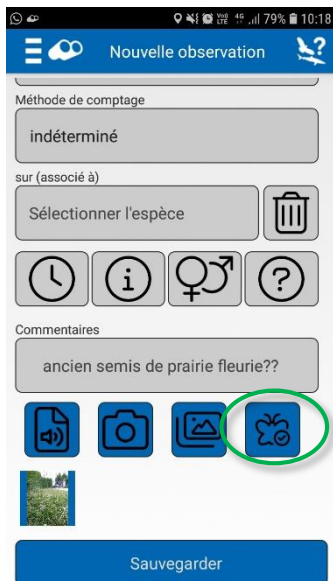 79% 10:18
Nouvelle observation
Méthode de comptage
indéterminé
sur (associé à)
Sélectionner l'espèce
Commentaires
ancien semis de prairie fleurie??
Sauvegarder